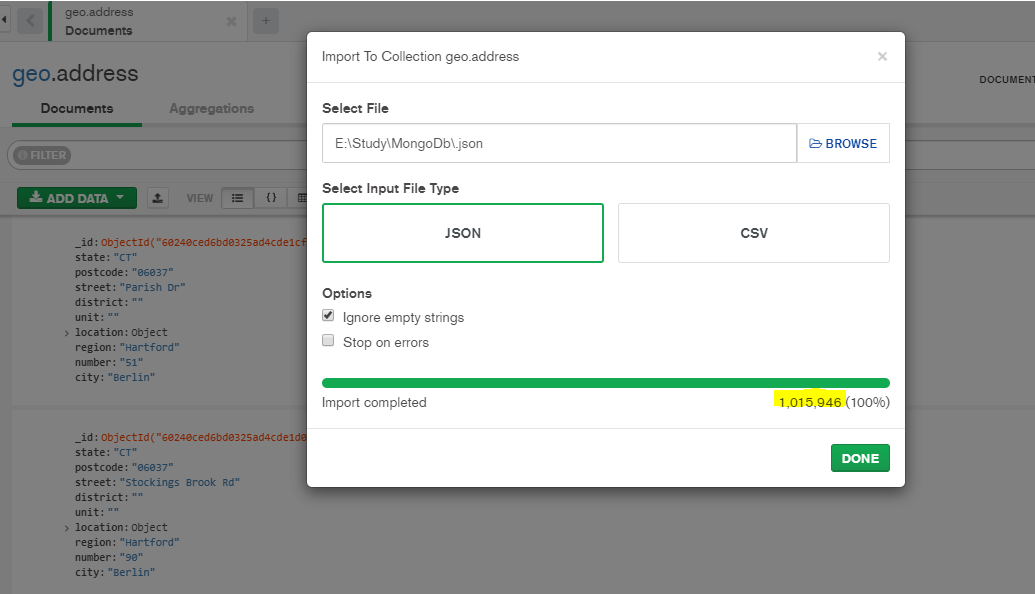 geo.address
Documents
geo.address
Documents
Aggregations
FILTER
ADD DATA
VIEW
{}
DOCUMENT
_id: ObjectId("60240ced6bd0325ad4cde1cf
state: "CT"
postcode: "06037"
street: "Parish Dr"
district: ""
unit: ""
location: Object
region: "Hartford"
number: "51"
city: "Berlin"
_id: ObjectId("60240ced6bd0325ad4cde1d0
state: "CT"
postcode: "06037"
street: "Stockings Brook Rd"
district: ""
unit: ""
location: Object
region: "Hartford"
number: "90"
city: "Berlin"
Import To Collection geo.address
Select File
E:\Study\MongoDb\.json
BROWSE
Select Input File Type
JSON
CSV
Options
Ignore empty strings
Stop on errors
Import completed
1,015,946 (100%)
DONE